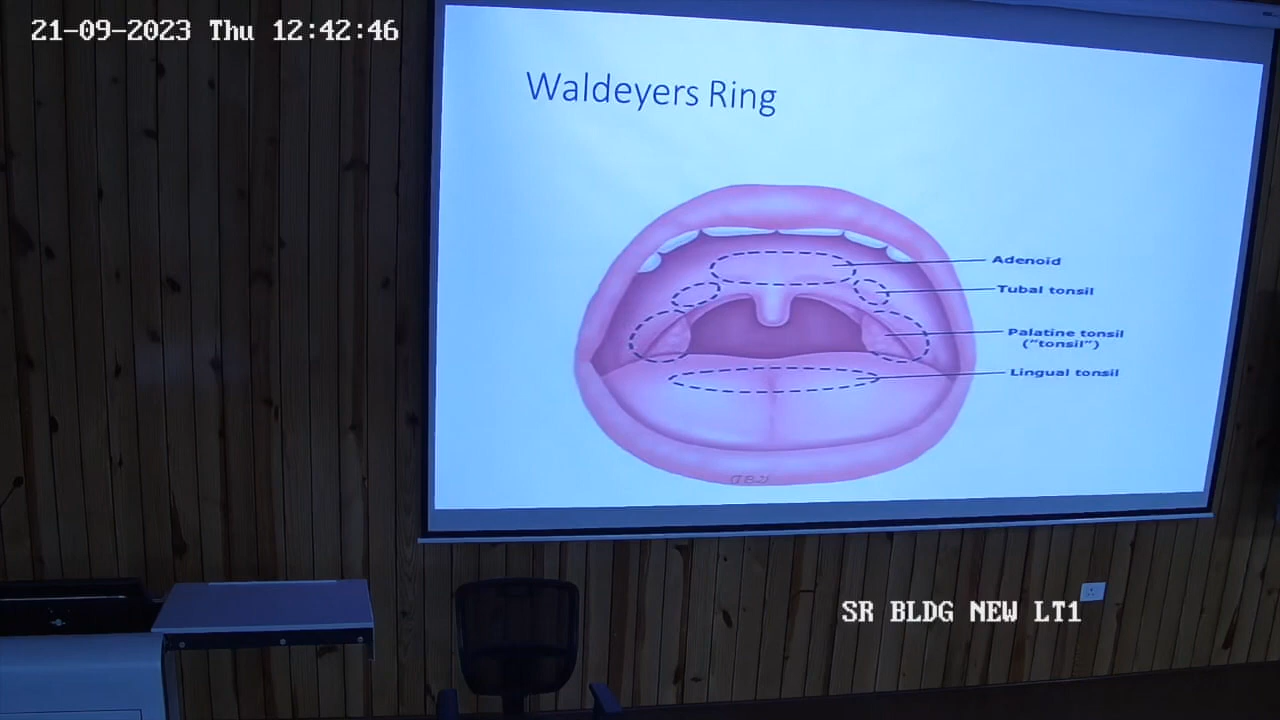 21-09-2023 Thu 12:42:46
Waldeyers Ring
Adenoid
Tubal tonsil
Palatine tonsil
("tonsil")
Lingual tonsil
SR BLDG NEW LT1